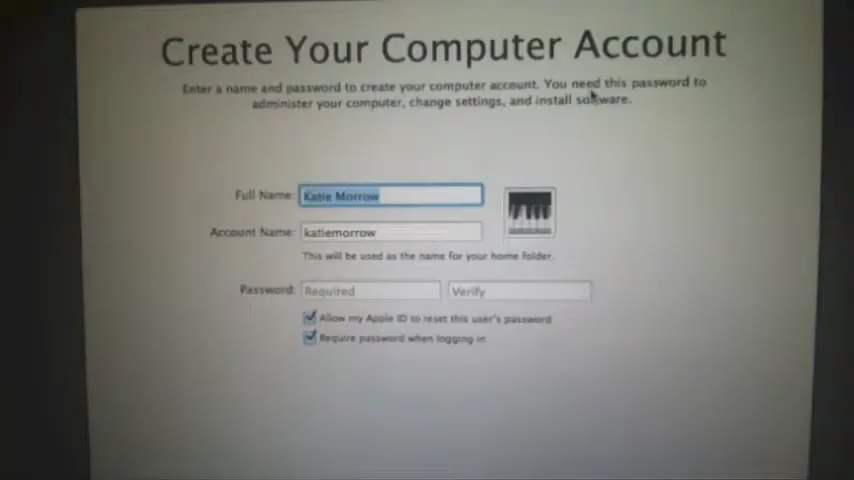 Create Your Computer Account
Enter a name and password to create your computer account. You need this password to
administer your computer, change settings, and install software.
Full Name: Katie Morrow
Account Name: katiemorrow
This will be used as the name for your home folder.
Password: Required Verify
Allow my Apple ID to reset this user's password
Require password when logging in